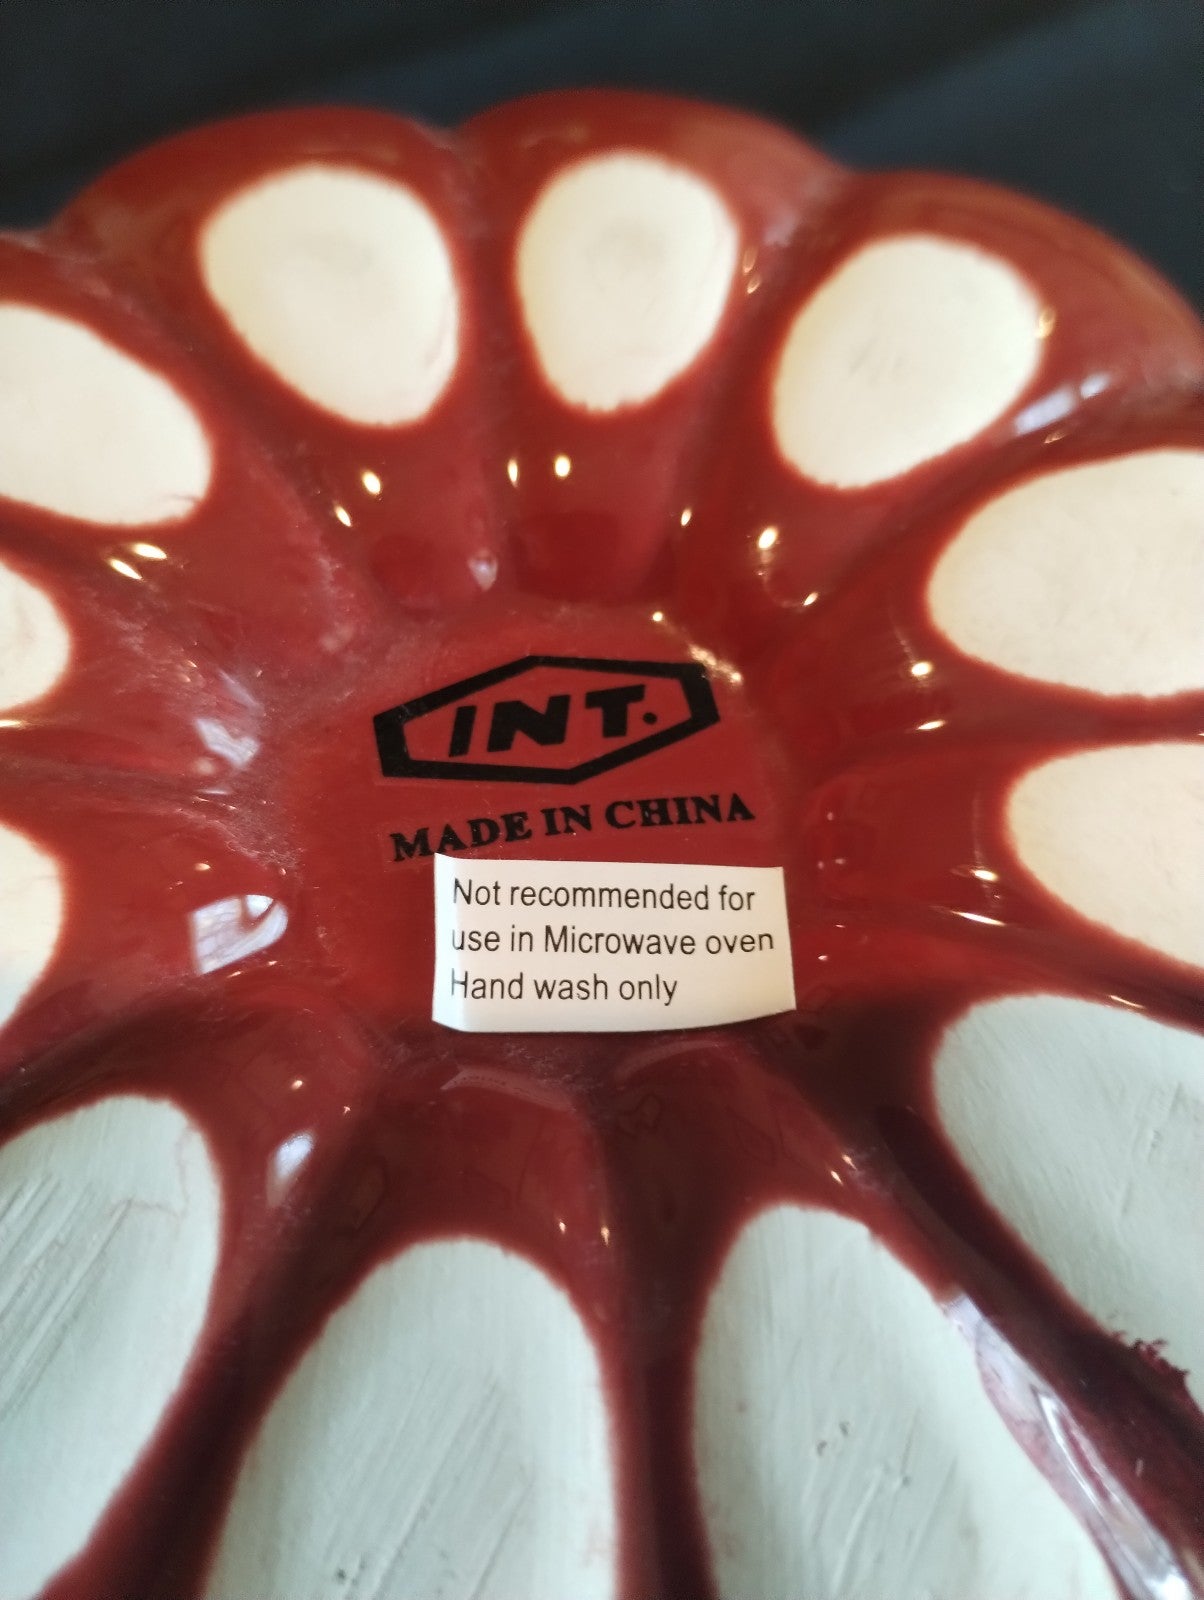 INT.
MADE IN CHINA
Not recommended for
use in Microwave oven
Hand wash only